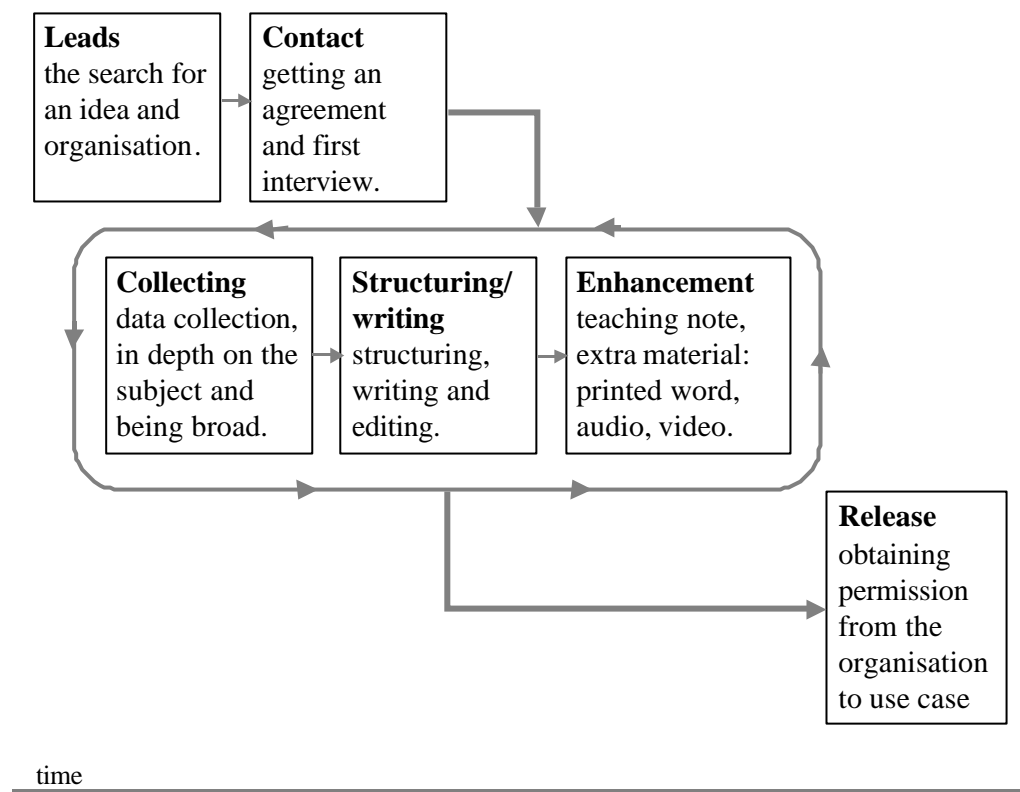 Leads
the search for
an idea and
organisation.
Contact
getting an
agreement
and first
interview.
Collecting
data collection,
in depth on the
subject and
being broad.
Structuring/
writing
structuring,
writing and
editing.
Enhancement
teaching note,
extra material:
printed word,
audio, video.
Release
obtaining
permission
from the
organisation
to use case
time